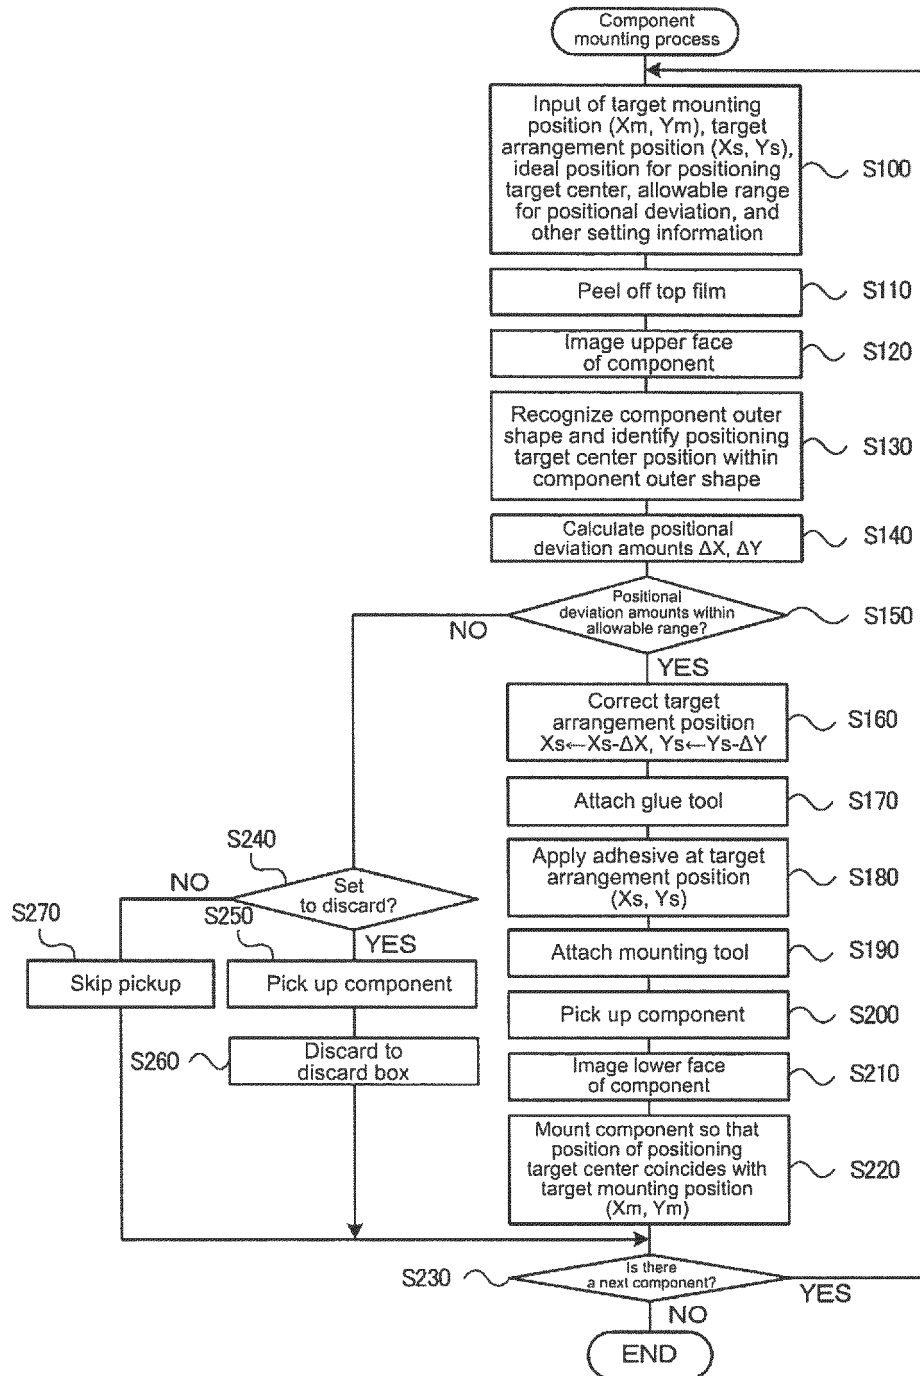 Component
mounting process
Input of target mounting
position (Xm, Ym), target
arrangement position (Xs, Ys),
ideal position for positioning
target center, allowable range
for positional deviation, and
other setting information
S100
Peel off top film
S110
Image upper face
of component
S120
Recognize component outer
shape and identify positioning
target center position within
component outer shape
S130
Calculate positional
deviation amounts ΔX, ΔY
S140
Positional
deviation amounts within
allowable range?
S150
NO
YES
Correct target
arrangement position
Xs←Xs-ΔX, Ys←Ys-ΔY
S160
Attach glue tool
S170
S240
Set
to discard?
NO
YES
Apply adhesive at target
arrangement position
(Xs, Ys)
S180
S270
Skip pickup
S250
Pick up component
Attach mounting tool
S190
Pick up component
S200
S260
Discard to
discard box
Image lower face
of component
S210
Mount component so that
position of positioning
target center coincides with
target mounting position
(Xm, Ym)
S220
S230
Is there
a next component?
YES
NO
END